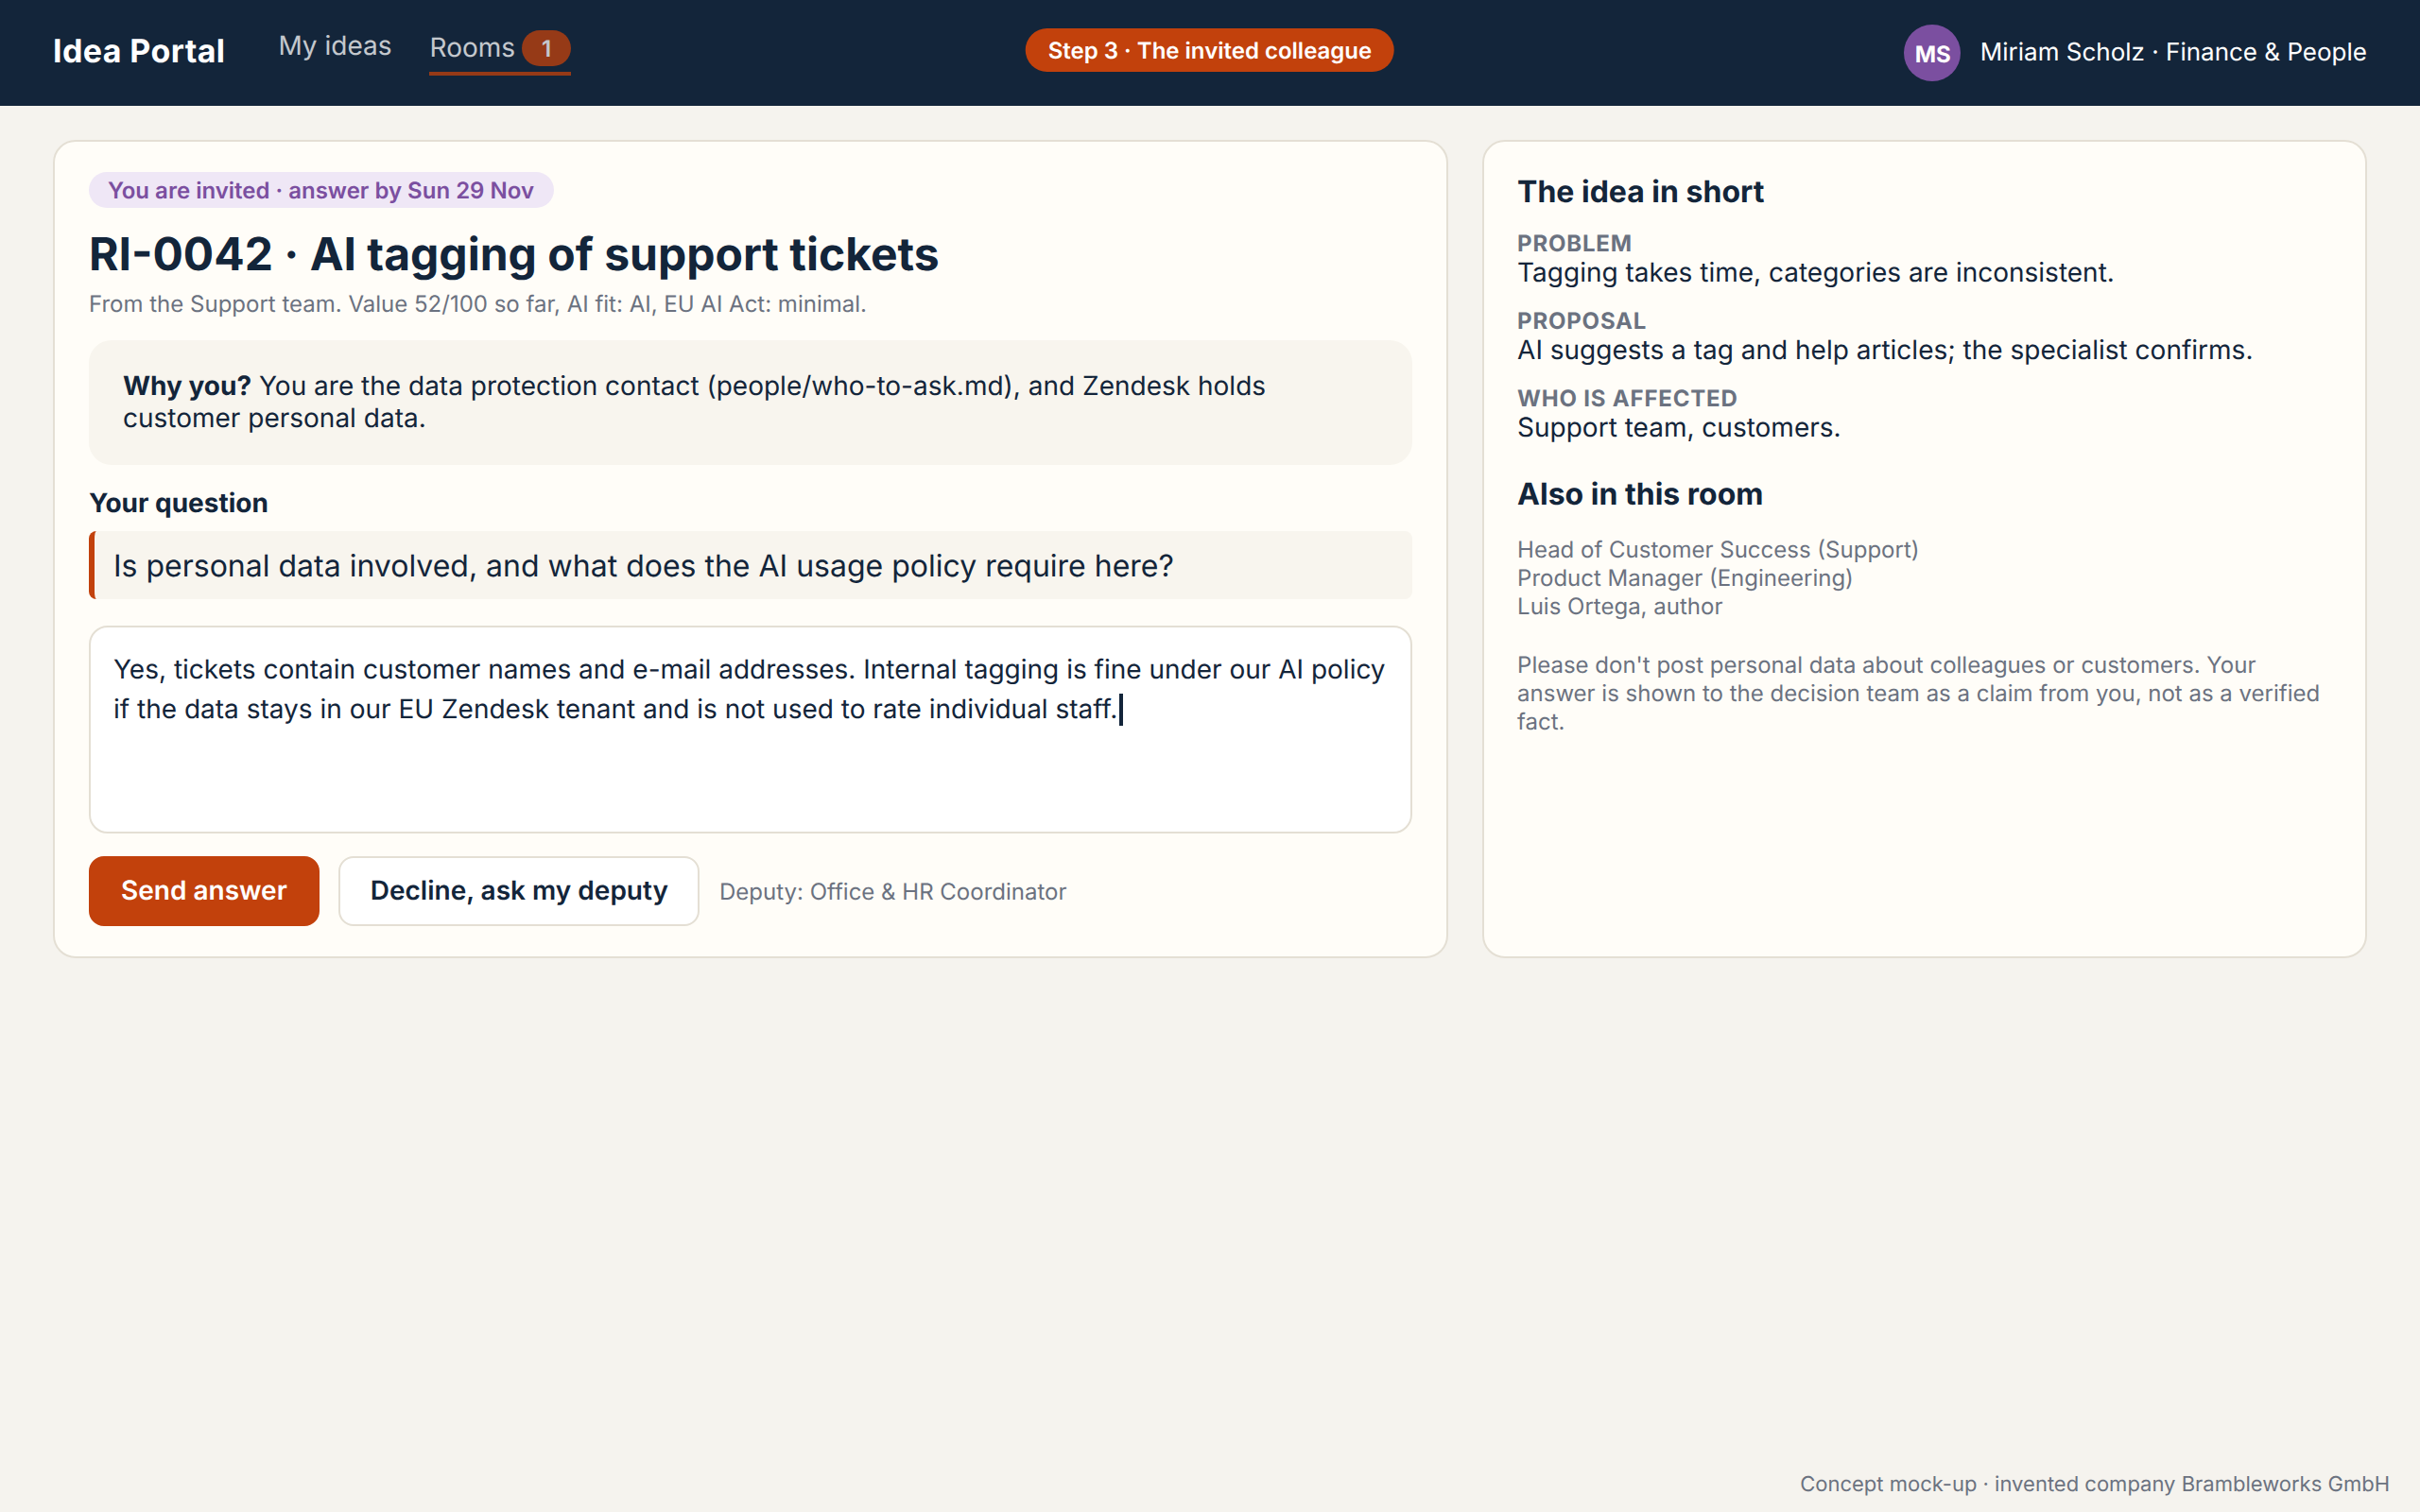 Idea Portal
My ideas
Rooms 1
Step 3 · The invited colleague
MS
Miriam Scholz · Finance & People
You are invited · answer by Sun 29 Nov
RI-0042 · AI tagging of support tickets
From the Support team. Value 52/100 so far, AI fit: AI, EU AI Act: minimal.
Why you? You are the data protection contact (people/who-to-ask.md), and Zendesk holds
customer personal data.
Your question
Is personal data involved, and what does the AI usage policy require here?
Yes, tickets contain customer names and e-mail addresses. Internal tagging is fine under our AI policy
if the data stays in our EU Zendesk tenant and is not used to rate individual staff.
Send answer
Decline, ask my deputy
Deputy: Office & HR Coordinator
The idea in short
PROBLEM
Tagging takes time, categories are inconsistent.
PROPOSAL
AI suggests a tag and help articles; the specialist confirms.
WHO IS AFFECTED
Support team, customers.
Also in this room
Head of Customer Success (Support)
Product Manager (Engineering)
Luis Ortega, author
Please don't post personal data about colleagues or customers. Your
answer is shown to the decision team as a claim from you, not as a verified
fact.
Concept mock-up · invented company Brambleworks GmbH